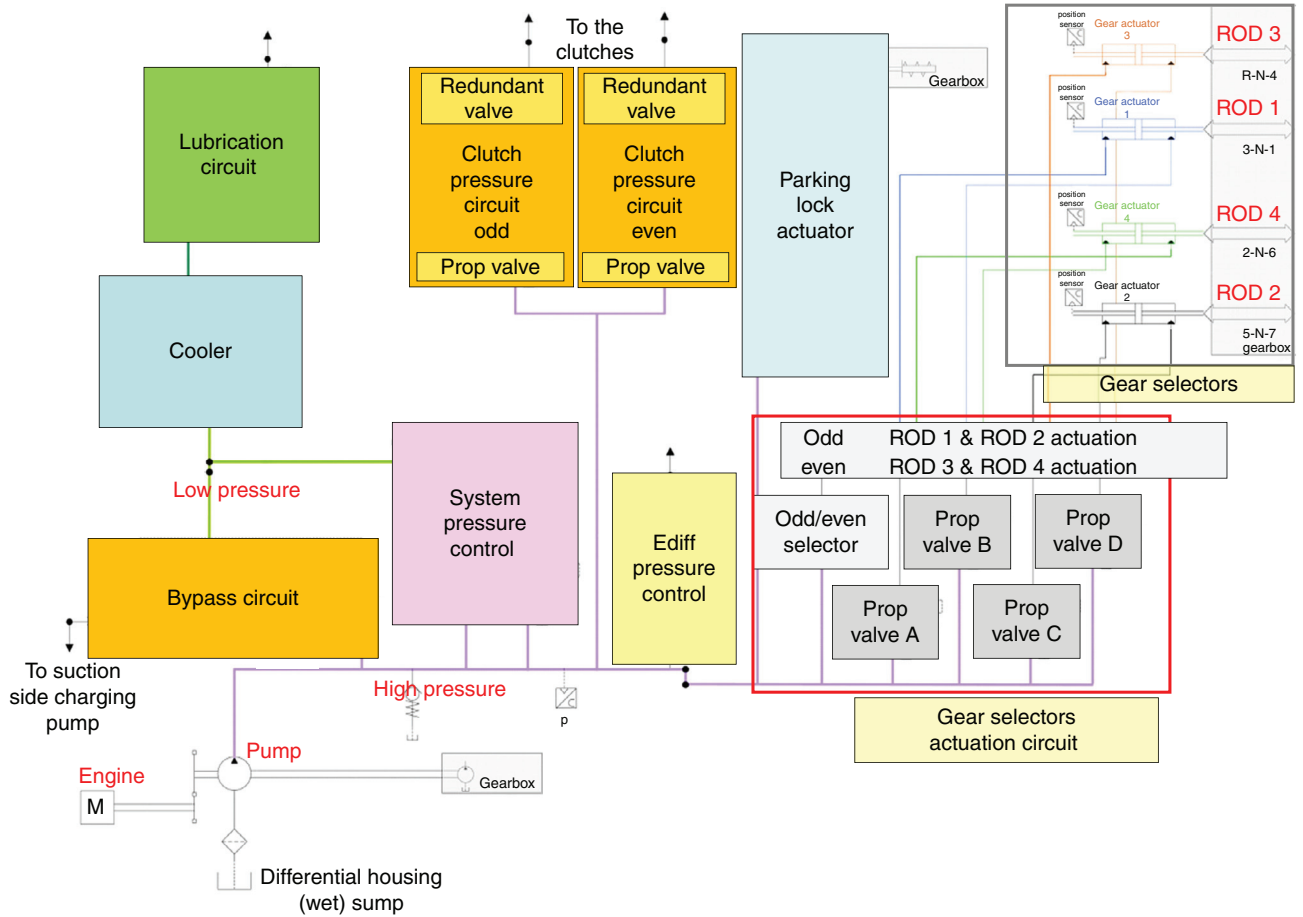 To the
clutches
Lubrication
circuit
Cooler
Low pressure
Bypass circuit
To suction
side charging
pump
Redundant
valve
Clutch
pressure
circuit
odd
Prop valve
Redundant
valve
Clutch
pressure
circuit
even
Prop valve
System
pressure
control
Ediff
pressure
control
High pressure
p
Pump
Engine
M
Gearbox
Differential housing
(wet) sump
Parking
lock
actuator
Gearbox
position
sensor
Gear actuator
3
ROD 3
R-N-4
position
sensor
Gear actuator
1
ROD 1
3-N-1
position
sensor
Gear actuator
4
ROD 4
2-N-6
position
sensor
Gear actuator
2
ROD 2
5-N-7
gearbox
Gear selectors
Odd ROD 1 & ROD 2 actuation
even ROD 3 & ROD 4 actuation
Odd/even
selector
Prop
valve B
Prop
valve D
Prop
valve A
Prop
valve C
Gear selectors
actuation circuit